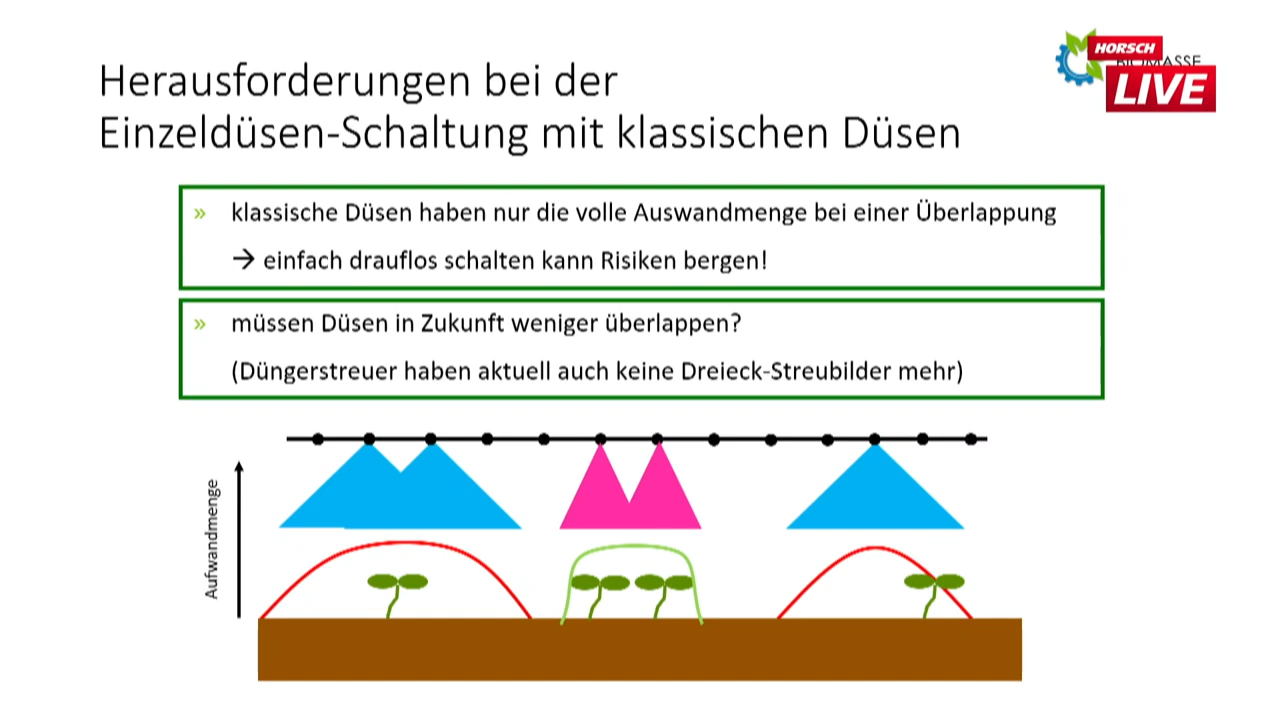 HORSCH
BIOMASSE
LIVE
Herausforderungen bei der
Einzeldüsen-Schaltung mit klassischen Düsen
» klassische Düsen haben nur die volle Auswandmenge bei einer Überlappung
→ einfach drauflos schalten kann Risiken bergen!
» müssen Düsen in Zukunft weniger überlappen?
(Düngerstreuer haben aktuell auch keine Dreieck-Streubilder mehr)
Aufwandmenge